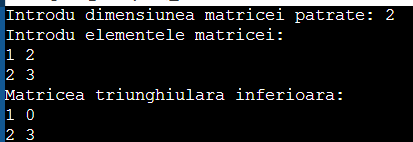 Introdu dimensiunea matricei patrate: 2
Introdu elementele matricei:
1 2
2 3
Matricea triunghiulara inferioara:
1 0
2 3